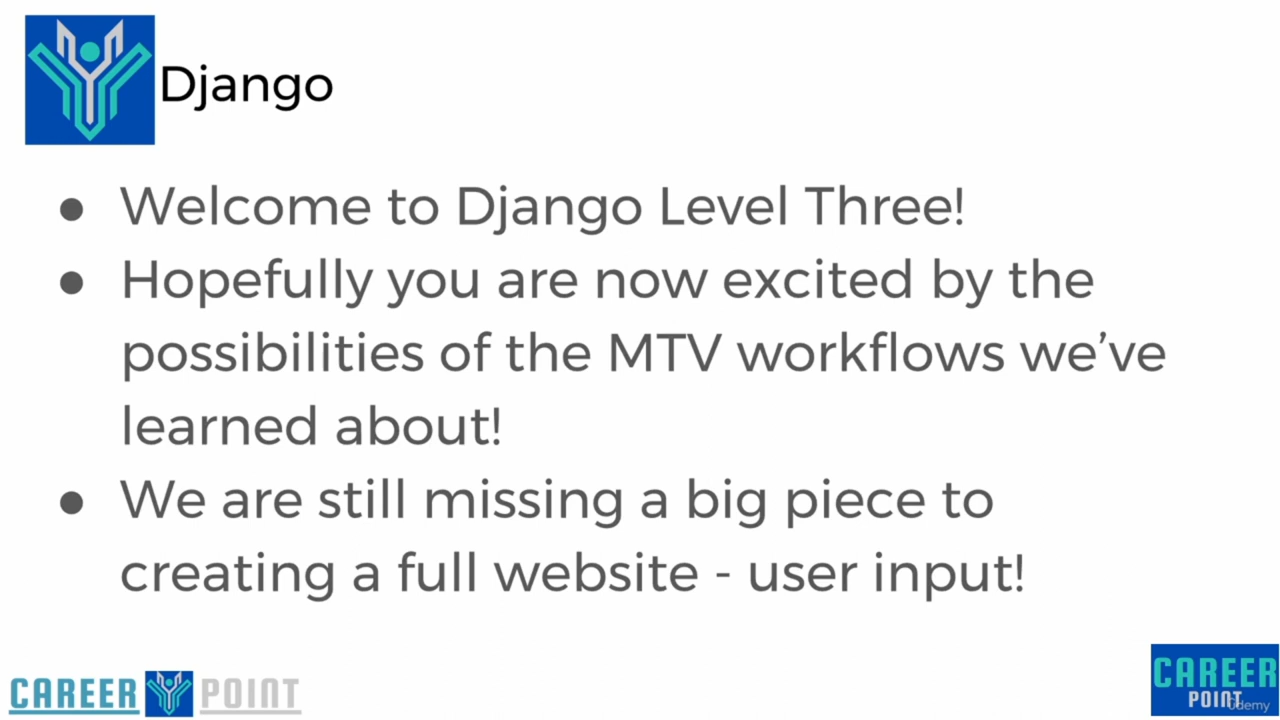 Django
● Welcome to Django Level Three!
● Hopefully you are now excited by the
possibilities of the MTV workflows we’ve
learned about!
● We are still missing a big piece to
creating a full website - user input!
CAREER POINT
CAREER
POINT
Udemy